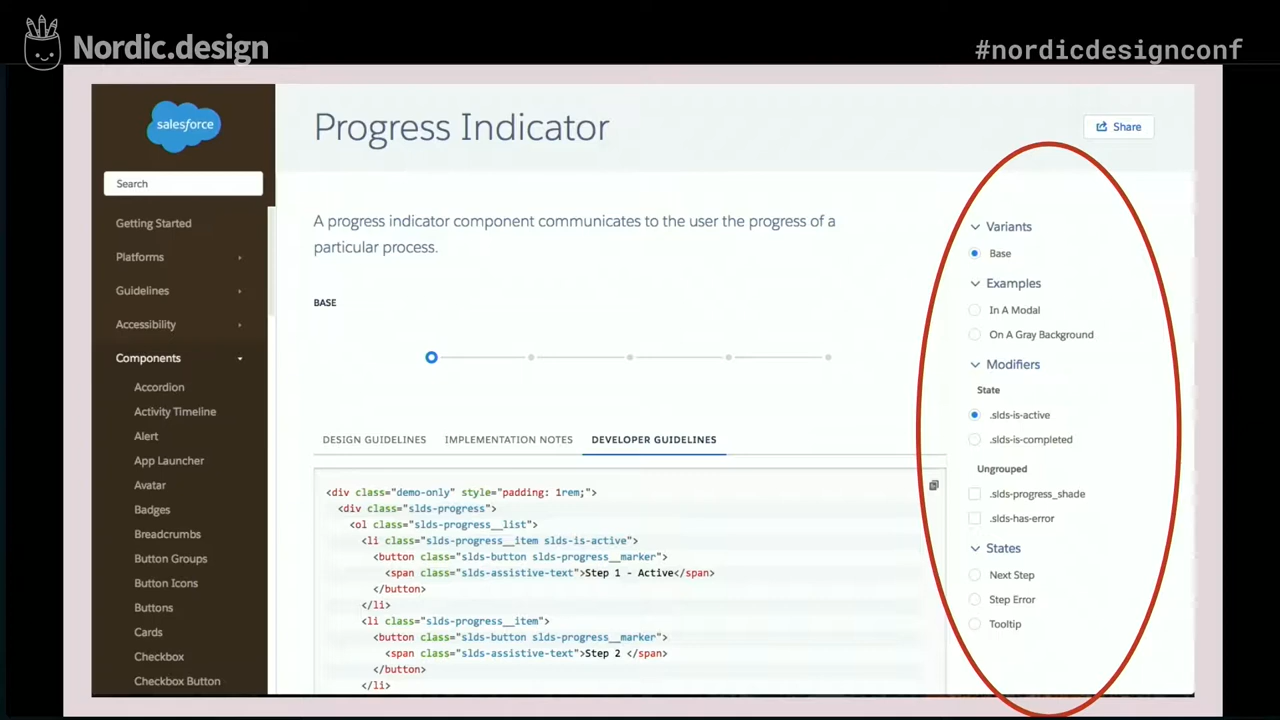 Nordic.design
#nordicdesignconf
salesforce
Search
Getting Started
Platforms
Guidelines
Accessibility
Components
Accordion
Activity Timeline
Alert
App Launcher
Avatar
Badges
Breadcrumbs
Button Groups
Button Icons
Buttons
Cards
Checkbox
Checkbox Button
Progress Indicator
Share
A progress indicator component communicates to the user the progress of a
particular process.
BASE
DESIGN GUIDELINES IMPLEMENTATION NOTES DEVELOPER GUIDELINES
<div class="demo-only" style="padding: 1rem;">
<div class="slds-progress">
<ol class="slds-progress__list">
<li class="slds-progress__item slds-is-active">
<button class="slds-button slds-progress__marker">
<span class="slds-assistive-text">Step 1 - Active</span>
</button>
</li>
<li class="slds-progress__item">
<button class="slds-button slds-progress__marker">
<span class="slds-assistive-text">Step 2 </span>
</button>
</li>
Variants
Base
Examples
In A Modal
On A Gray Background
Modifiers
State
.slds-is-active
.slds-is-completed
Ungrouped
.slds-progress_shade
.slds-has-error
States
Next Step
Step Error
Tooltip